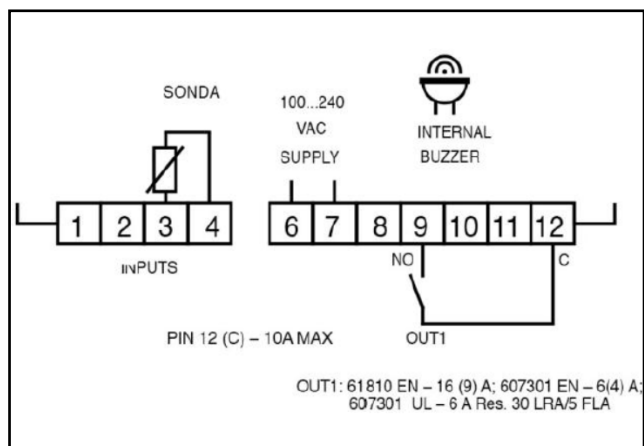 SONDA
100...240
VAC
SUPPLY
INTERNAL
BUZZER
1 2 3 4 6 7 8 9 10 11 12
INPUTS
NO
C
PIN 12 (C) – 10A MAX
OUT1
OUT1: 61810 EN – 16 (9) A; 607301 EN – 6(4) A;
607301 UL – 6 A Res. 30 LRA/5 FLA